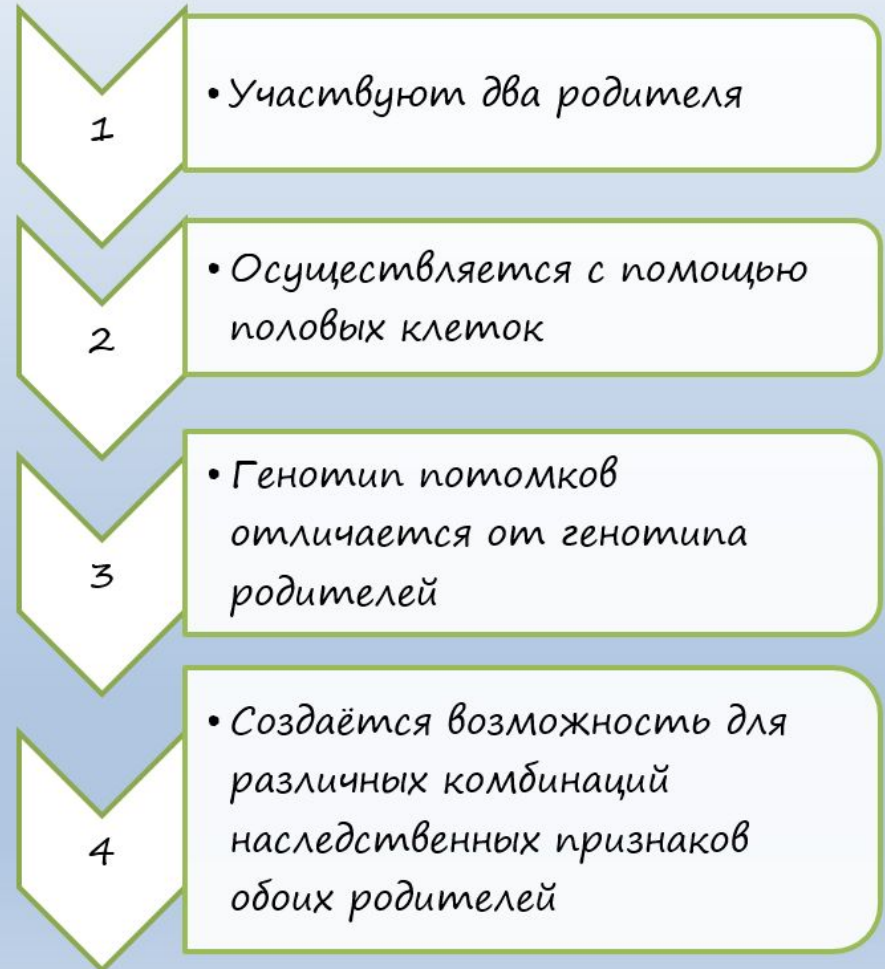 1
• Участвуют два родителя
2
• Осуществляется с помощью
половых клеток
3
• Генотип потомков
отличается от генотипа
родителей
4
• Создаётся возможность для
различных комбинаций
наследственных признаков
обоих родителей